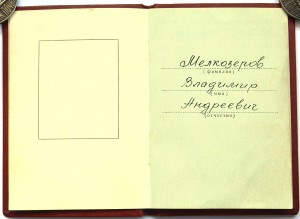 Мелкозеров
(фамилия)
Владимир
(имя)
Андреевич
(отчество)